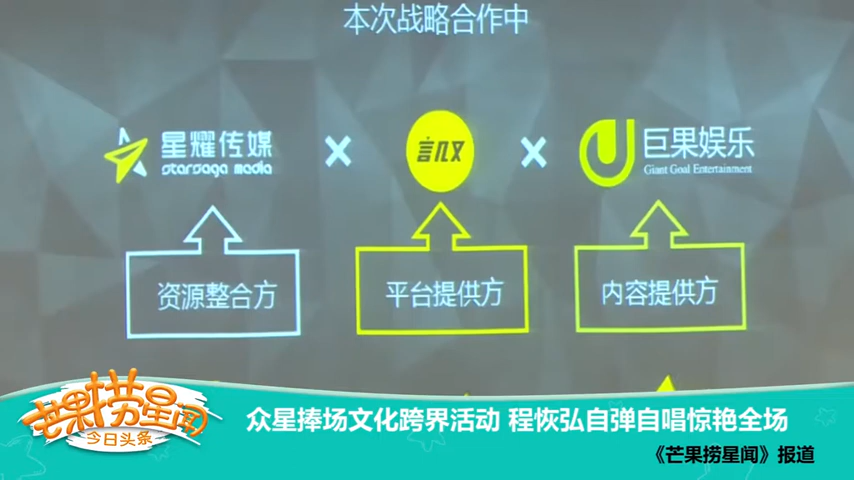 本次战略合作中
星耀传媒
starsaga media
×
言几又
×
巨果娱乐
Giant Goal Entertainment
资源整合方
平台提供方
内容提供方
芒果捞星闻
今日头条
众星捧场文化跨界活动 程恢弘自弹自唱惊艳全场
《芒果捞星闻》报道